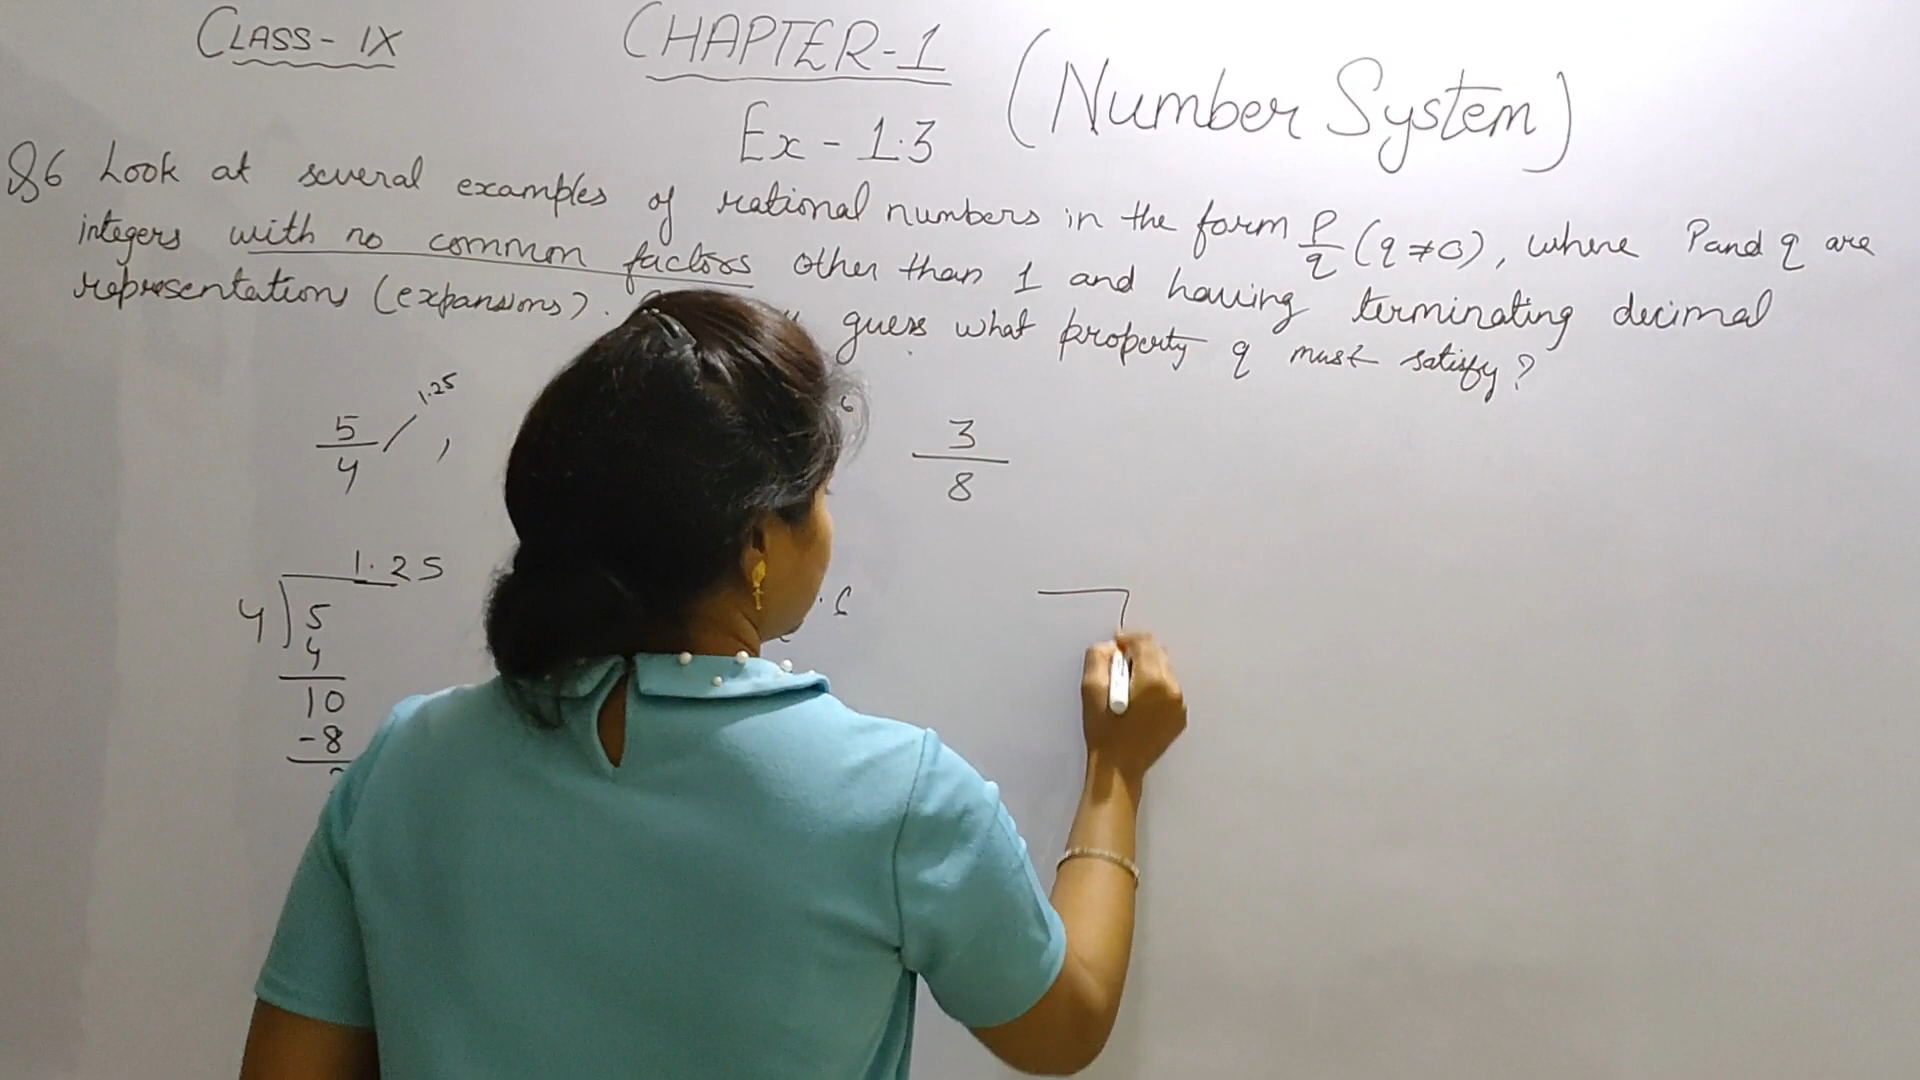 CLASS- IX
CHAPTER-1
(Number System)
Ex - 1.3
Q6 Look at several examples of rational numbers in the form p/q (q≠0), where P and q are
integers with no common factors other than 1 and having terminating decimal
representations (expansions). guess what property q must satisfy?
5/4 / 1.25 ,
6
3/8
1.25
4 ) 5
4
10
-8
. 6